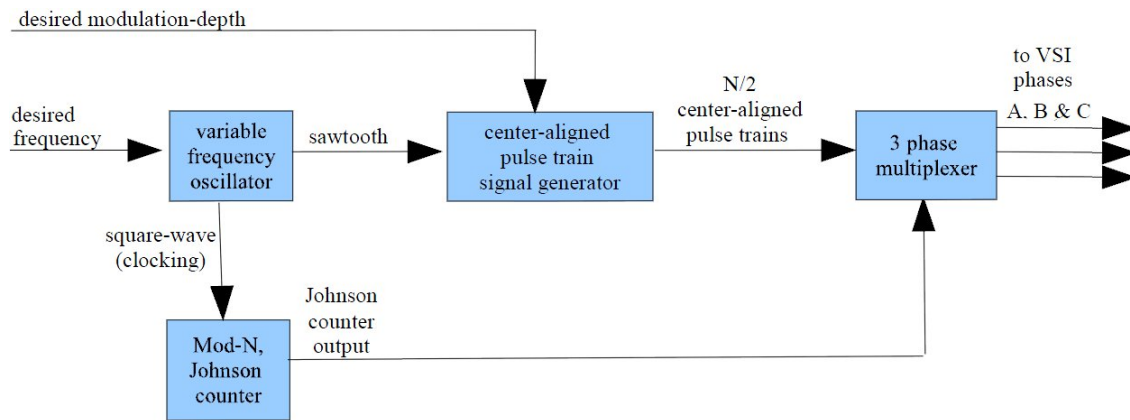 desired modulation-depth
desired
frequency
variable
frequency
oscillator
sawtooth
center-aligned
pulse train
signal generator
N/2
center-aligned
pulse trains
3 phase
multiplexer
to VSI
phases
A, B & C
square-wave
(clocking)
Mod-N,
Johnson
counter
Johnson
counter
output